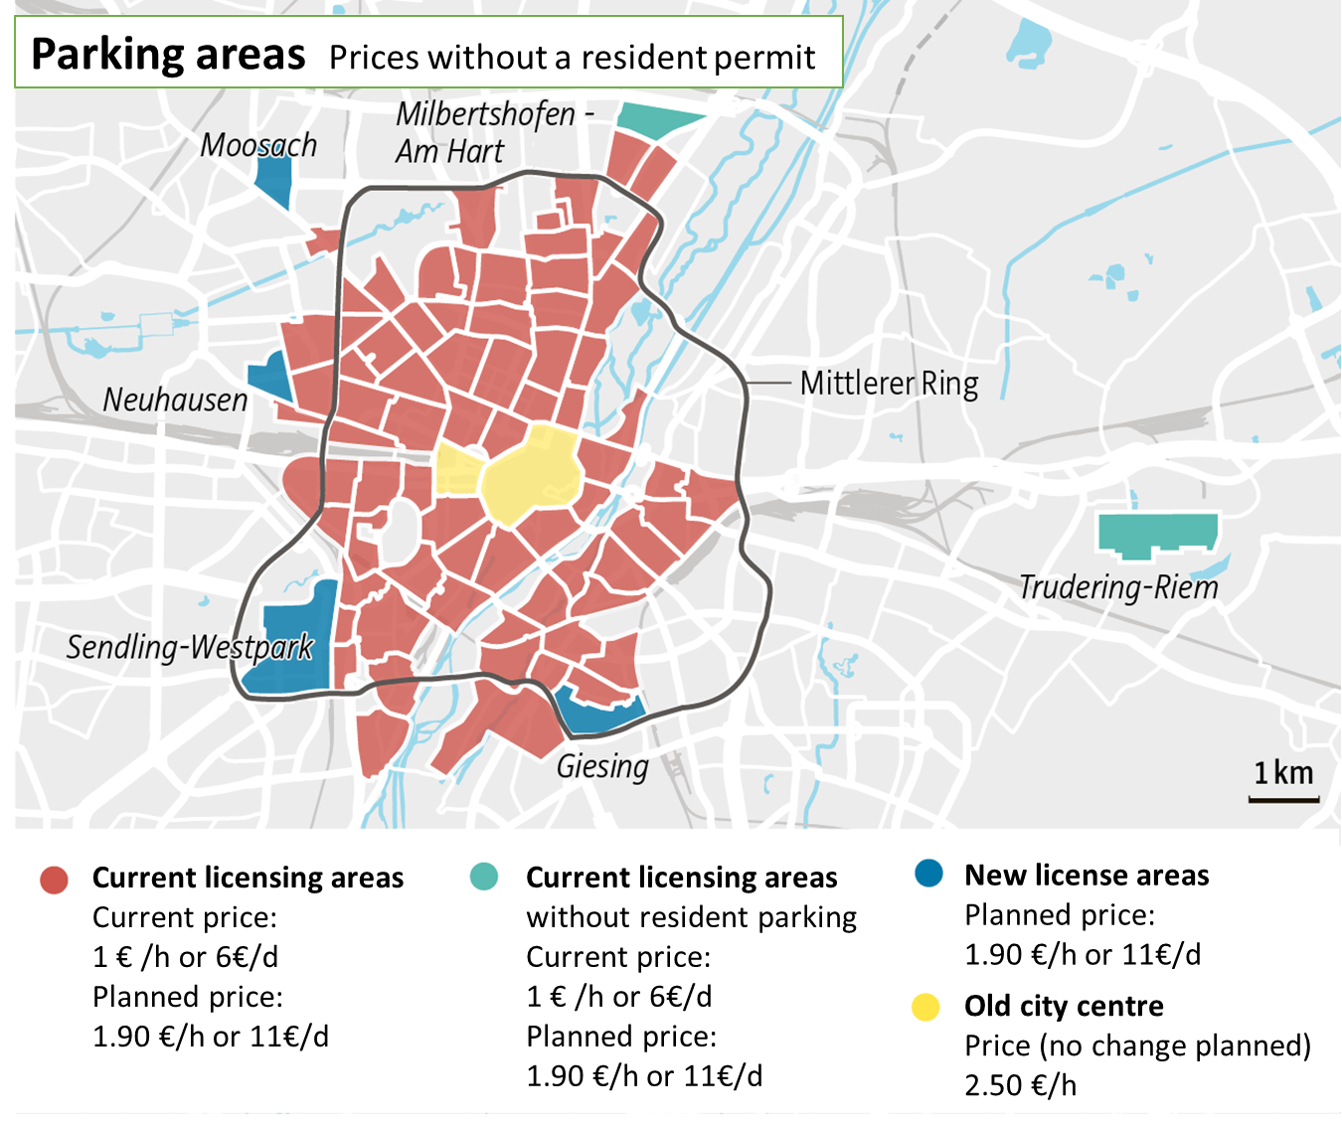 Parking areas Prices without a resident permit
Milbertshofen -
Am Hart
Moosach
Neuhausen
Mittlerer Ring
Trudering-Riem
Sendling-Westpark
Giesing
1 km
Current licensing areas
Current price:
1 € /h or 6€/d
Planned price:
1.90 €/h or 11€/d
Current licensing areas
without resident parking
Current price:
1 € /h or 6€/d
Planned price:
1.90 €/h or 11€/d
New license areas
Planned price:
1.90 €/h or 11€/d
Old city centre
Price (no change planned)
2.50 €/h